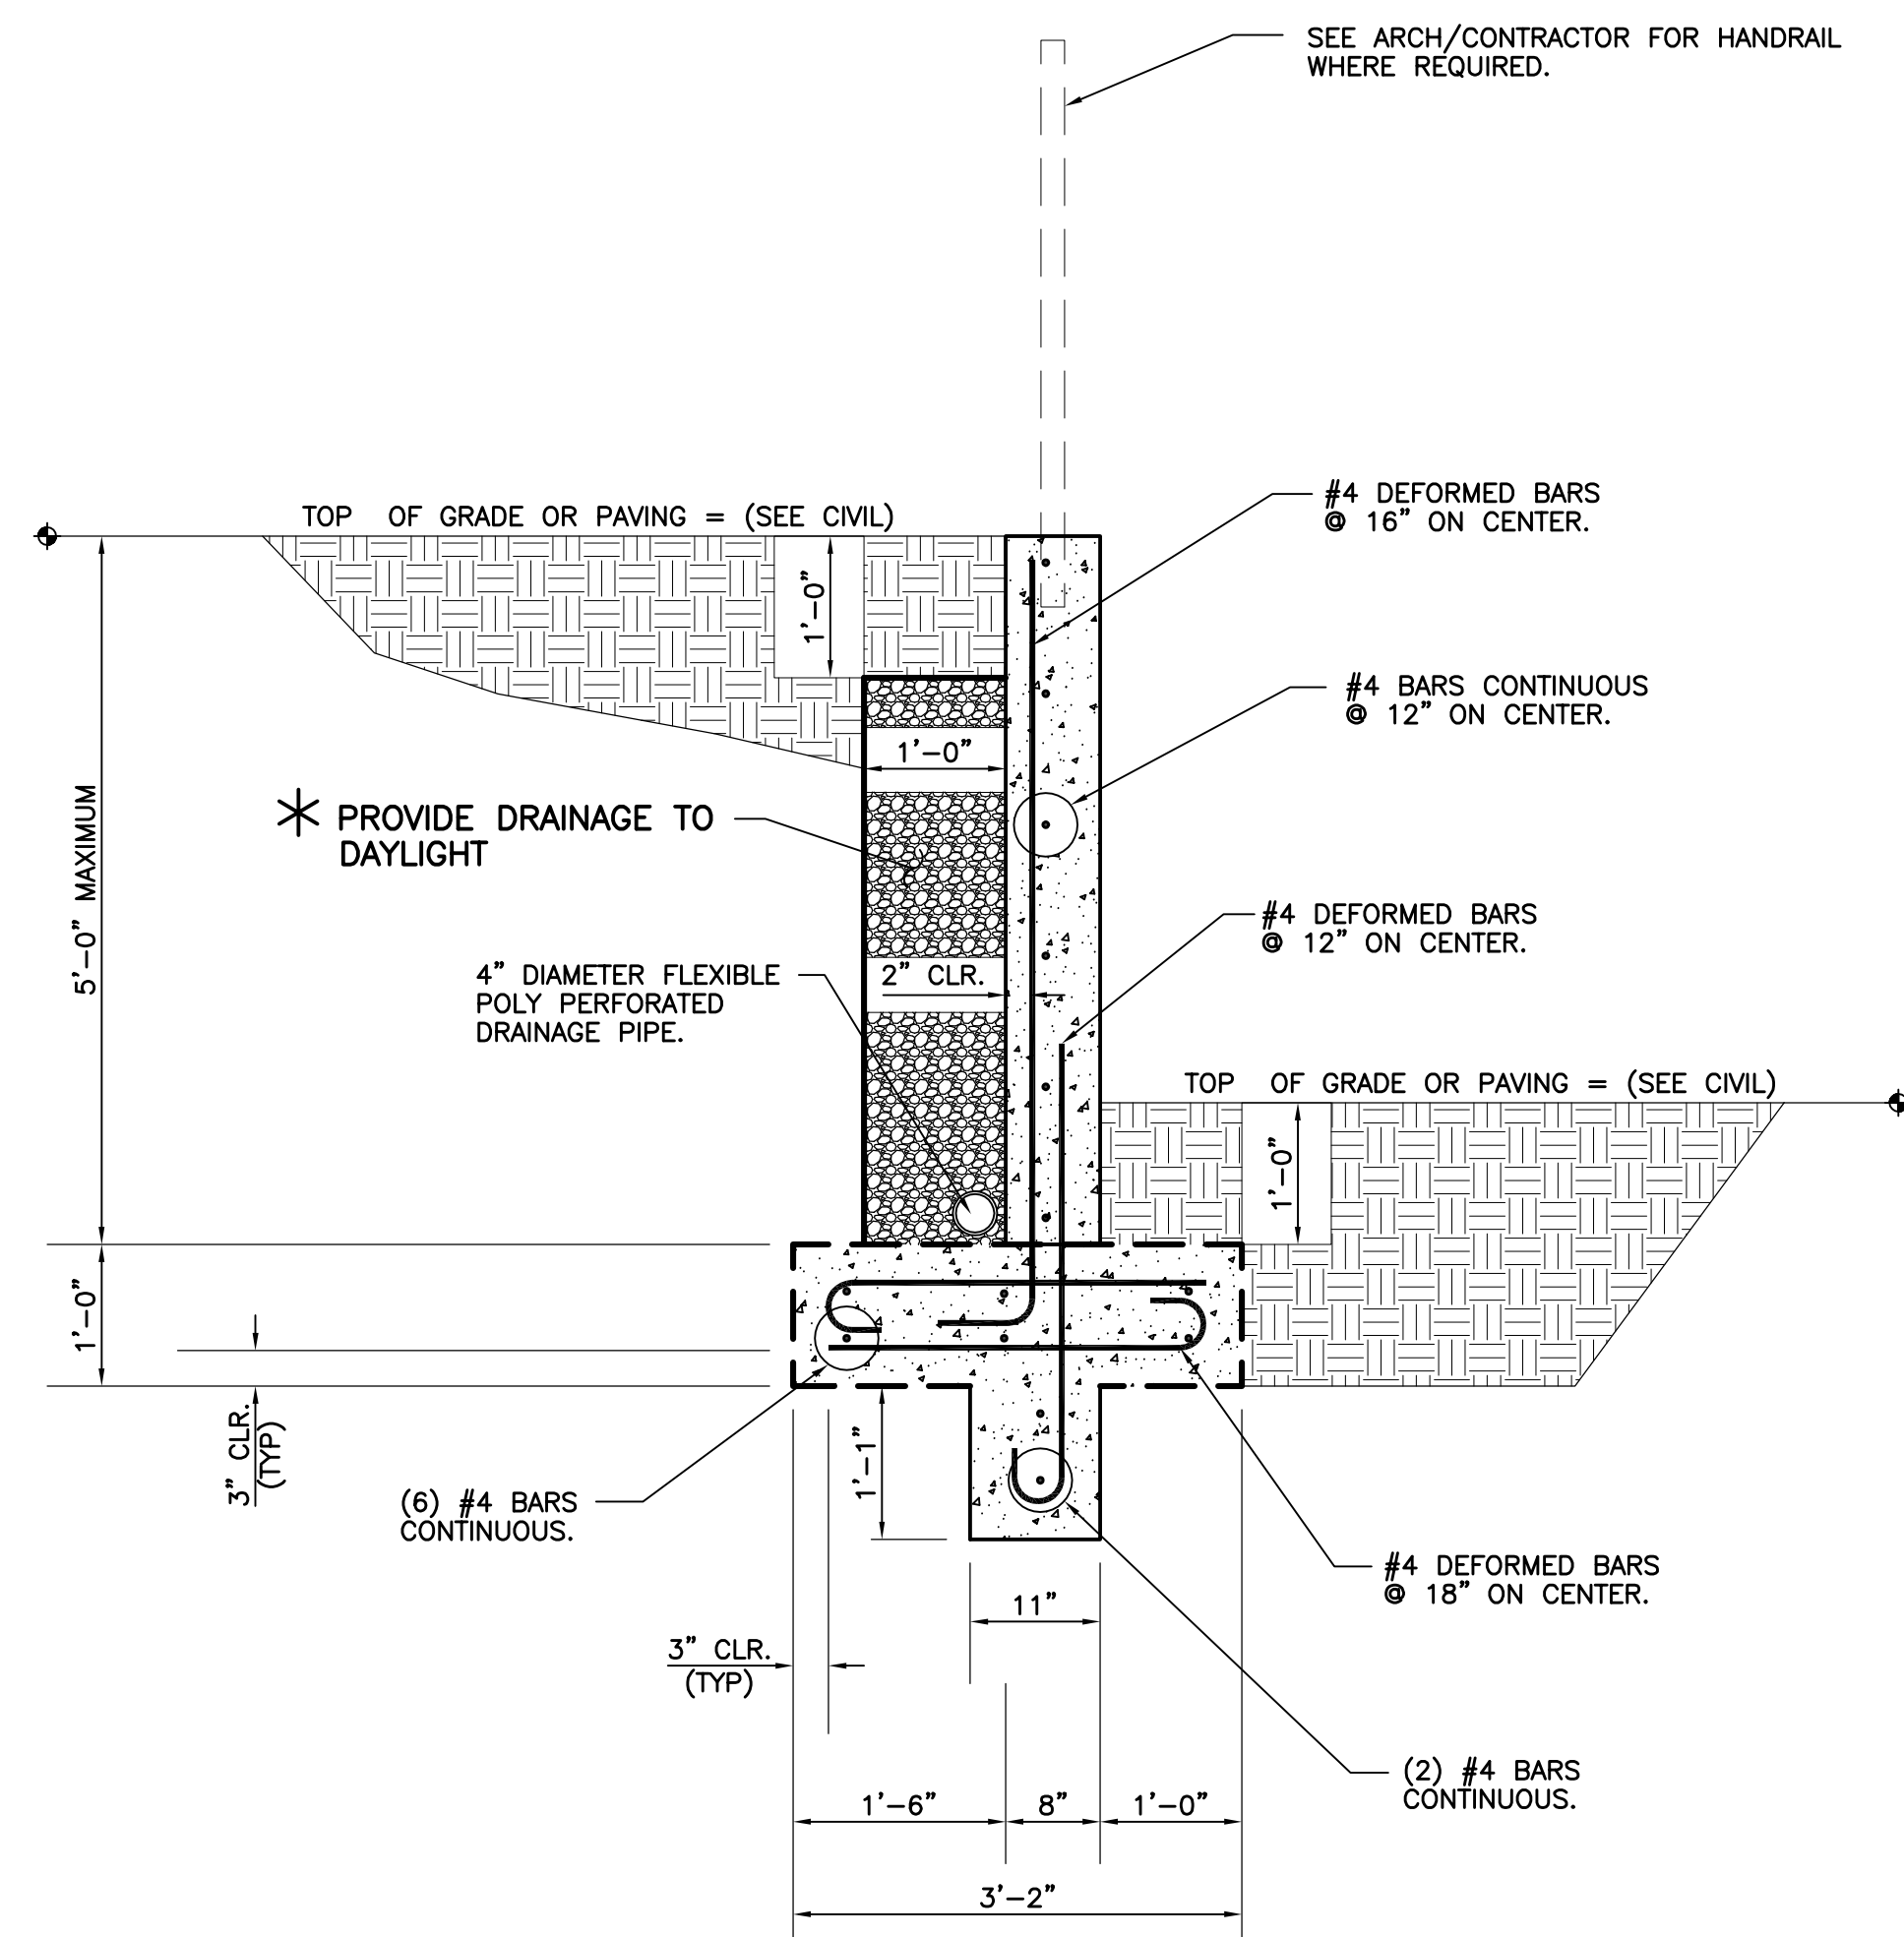 SEE ARCH/CONTRACTOR FOR HANDRAIL
WHERE REQUIRED.
#4 DEFORMED BARS
@ 16" ON CENTER.
TOP OF GRADE OR PAVING = (SEE CIVIL)
1'-0"
#4 BARS CONTINUOUS
@ 12" ON CENTER.
1'-0"
* PROVIDE DRAINAGE TO
DAYLIGHT
5'-0" MAXIMUM
#4 DEFORMED BARS
@ 12" ON CENTER.
4" DIAMETER FLEXIBLE
POLY PERFORATED
DRAINAGE PIPE.
2" CLR.
TOP OF GRADE OR PAVING = (SEE CIVIL)
1'-0"
1'-0"
3" CLR.
(TYP)
1'-1"
(6) #4 BARS
CONTINUOUS.
#4 DEFORMED BARS
@ 18" ON CENTER.
11"
3" CLR.
(TYP)
(2) #4 BARS
CONTINUOUS.
1'-6"
8"
1'-0"
3'-2"